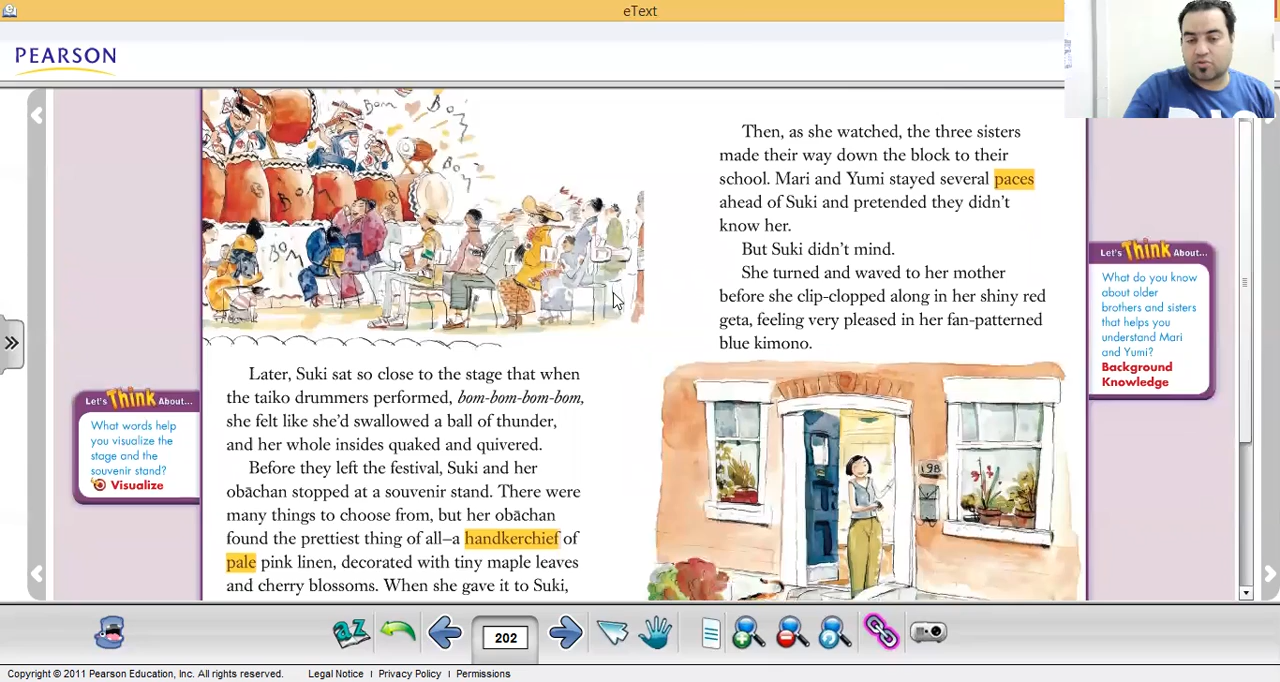 eText
PEARSON
Bom
Bom
Bom
Bom
Bom
Later, Suki sat so close to the stage that when
the taiko drummers performed, bom-bom-bom-bom,
she felt like she'd swallowed a ball of thunder,
and her whole insides quaked and quivered.
Before they left the festival, Suki and her
obāchan stopped at a souvenir stand. There were
many things to choose from, but her obāchan
found the prettiest thing of all—a handkerchief of
pale pink linen, decorated with tiny maple leaves
and cherry blossoms. When she gave it to Suki,
Let's Think About...
What words help
you visualize the
stage and the
souvenir stand?
Visualize
Then, as she watched, the three sisters
made their way down the block to their
school. Mari and Yumi stayed several paces
ahead of Suki and pretended they didn't
know her.
But Suki didn't mind.
She turned and waved to her mother
before she clip-clopped along in her shiny red
geta, feeling very pleased in her fan-patterned
blue kimono.
198
Let's Think About...
What do you know
about older
brothers and sisters
that helps you
understand Mari
and Yumi?
Background
Knowledge
aZ
202
Copyright © 2011 Pearson Education, Inc. All rights reserved. Legal Notice | Privacy Policy | Permissions